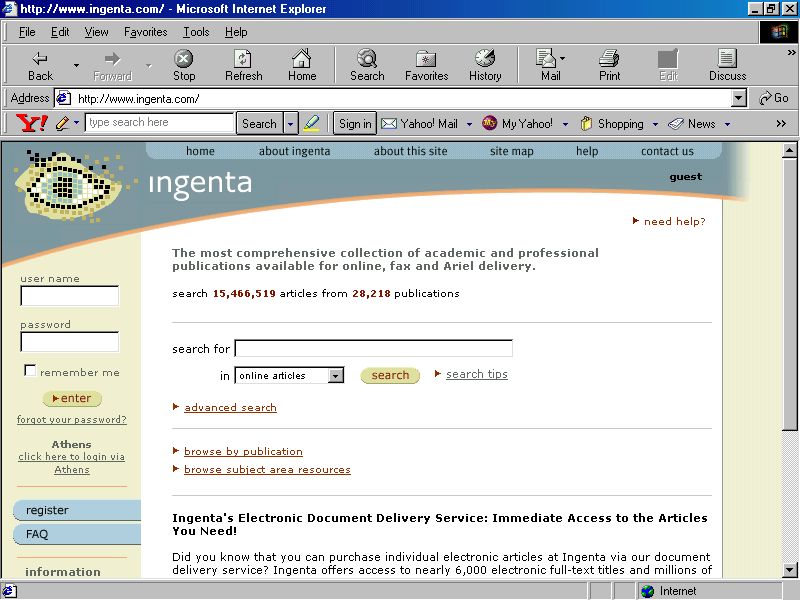 http://www.ingenta.com/ - Microsoft Internet Explorer
File Edit View Favorites Tools Help
Back Forward Stop Refresh Home Search Favorites History Mail Print Edit Discuss
Address http://www.ingenta.com/ Go
Y! type search here Search Sign in Yahoo! Mail My Yahoo! Shopping News
home about ingenta about this site site map help contact us
ingenta
guest
need help?
The most comprehensive collection of academic and professional
publications available for online, fax and Ariel delivery.
search 15,466,519 articles from 28,218 publications
search for
in online articles search search tips
advanced search
browse by publication
browse subject area resources
Ingenta's Electronic Document Delivery Service: Immediate Access to the Articles
You Need!
Did you know that you can purchase individual electronic articles at Ingenta via our document
delivery service? Ingenta offers access to nearly 6,000 electronic full-text titles and millions of
user name
password
remember me
enter
forgot your password?
Athens
click here to login via
Athens
register
FAQ
information
Internet